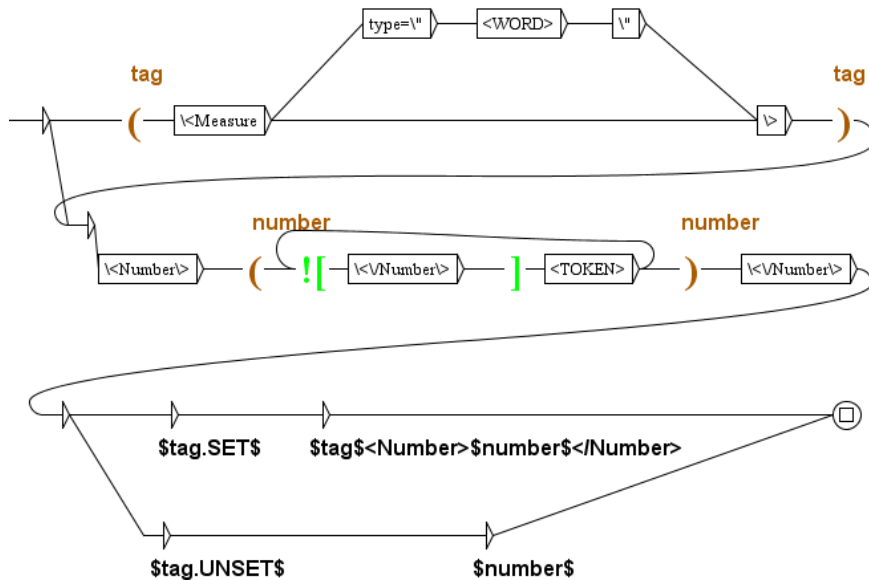 type=\" <WORD> \"
tag tag
( \<Measure \> )
number number
\<Number\> ( ![ \<\/Number\> ] <TOKEN> ) \<\/Number\>
$tag.SET$ $tag$<Number>$number$</Number>
$tag.UNSET$ $number$